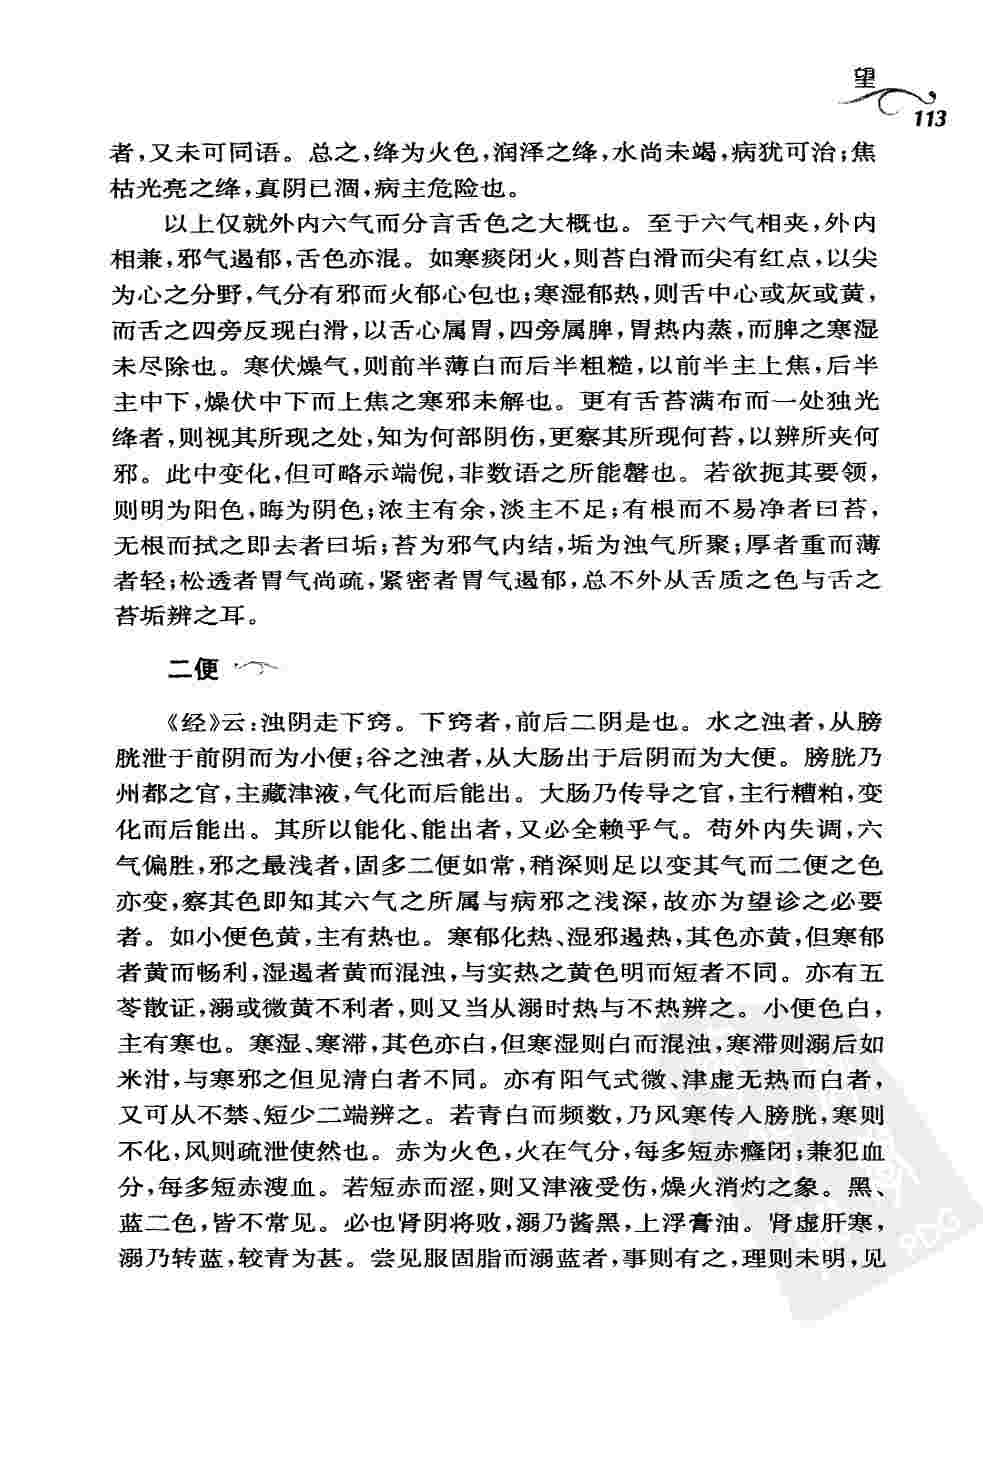 望
113
者,又未可同语。总之,绛为火色,润泽之绛,水尚未竭,病犹可治;焦
枯光亮之绛,真阴已涸,病主危险也。
以上仅就外内六气而分言舌色之大概也。至于六气相夹,外内
相兼,邪气遏郁,舌色亦混。如寒痰闭火,则苔白滑而尖有红点,以尖
为心之分野,气分有邪而火郁心包也;寒湿郁热,则舌中心或灰或黄,
而舌之四旁反现白滑,以舌心属胃,四旁属脾,胃热内蒸,而脾之寒湿
未尽除也。寒伏燥气,则前半薄白而后半粗糙,以前半主上焦,后半
主中下,燥伏中下而上焦之寒邪未解也。更有舌苔满布而一处独光
绛者,则视其所现之处,知为何部阴伤,更察其所现何苔,以辨所夹何
邪。此中变化,但可略示端倪,非数语之所能罄也。若欲扼其要领,
则明为阳色,晦为阴色;浓主有余,淡主不足;有根而不易净者曰苔,
无根而拭之即去者曰垢;苔为邪气内结,垢为浊气所聚;厚者重而薄
者轻;松透者胃气尚疏,紧密者胃气遏郁,总不外从舌质之色与舌之
苔垢辨之耳。
二便
《经》云:浊阴走下窍。下窍者,前后二阴是也。水之浊者,从膀
胱泄于前阴而为小便;谷之浊者,从大肠出于后阴而为大便。膀胱乃
州都之官,主藏津液,气化而后能出。大肠乃传导之官,主行糟粕,变
化而后能出。其所以能化、能出者,又必全赖乎气。苟外内失调,六
气偏胜,邪之最浅者,固多二便如常,稍深则足以变其气而二便之色
亦变,察其色即知其六气之所属与病邪之浅深,故亦为望诊之必要
者。如小便色黄,主有热也。寒郁化热、湿邪遏热,其色亦黄,但寒郁
者黄而畅利,湿遏者黄而混浊,与实热之黄色明而短者不同。亦有五
苓散证,溺或微黄不利者,则又当从溺时热与不热辨之。小便色白,
主有寒也。寒湿、寒滞,其色亦白,但寒湿则白而混浊,寒滞则溺后如
米泔,与寒邪之但见清白者不同。亦有阳气式微、津虚无热而白者,
又可从不禁、短少二端辨之。若青白而频数,乃风寒传人膀胱,寒则
不化,风则疏泄使然也。赤为火色,火在气分,每多短赤癃闭;兼犯血
分,每多短赤溲血。若短赤而涩,则又津液受伤,燥火消灼之象。黑、
蓝二色,皆不常见。必也肾阴将败,溺乃酱黑,上浮膏油。肾虚肝寒,
溺乃转蓝,较青为甚。尝见服固脂而溺蓝者,事则有之,理则未明,见
PDG